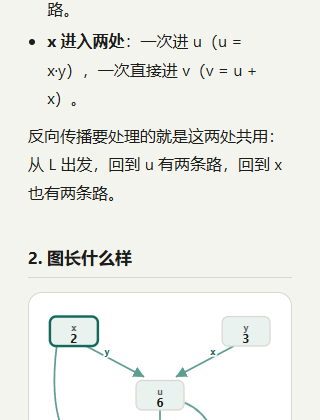 路。
• x 进入两处：一次进 u（u =
x·y），一次直接进 v（v = u +
x）。
反向传播要处理的就是这两处共用：
从 L 出发，回到 u 有两条路，回到 x
也有两条路。
2. 图长什么样
x
2
y
3
y
x
u
6